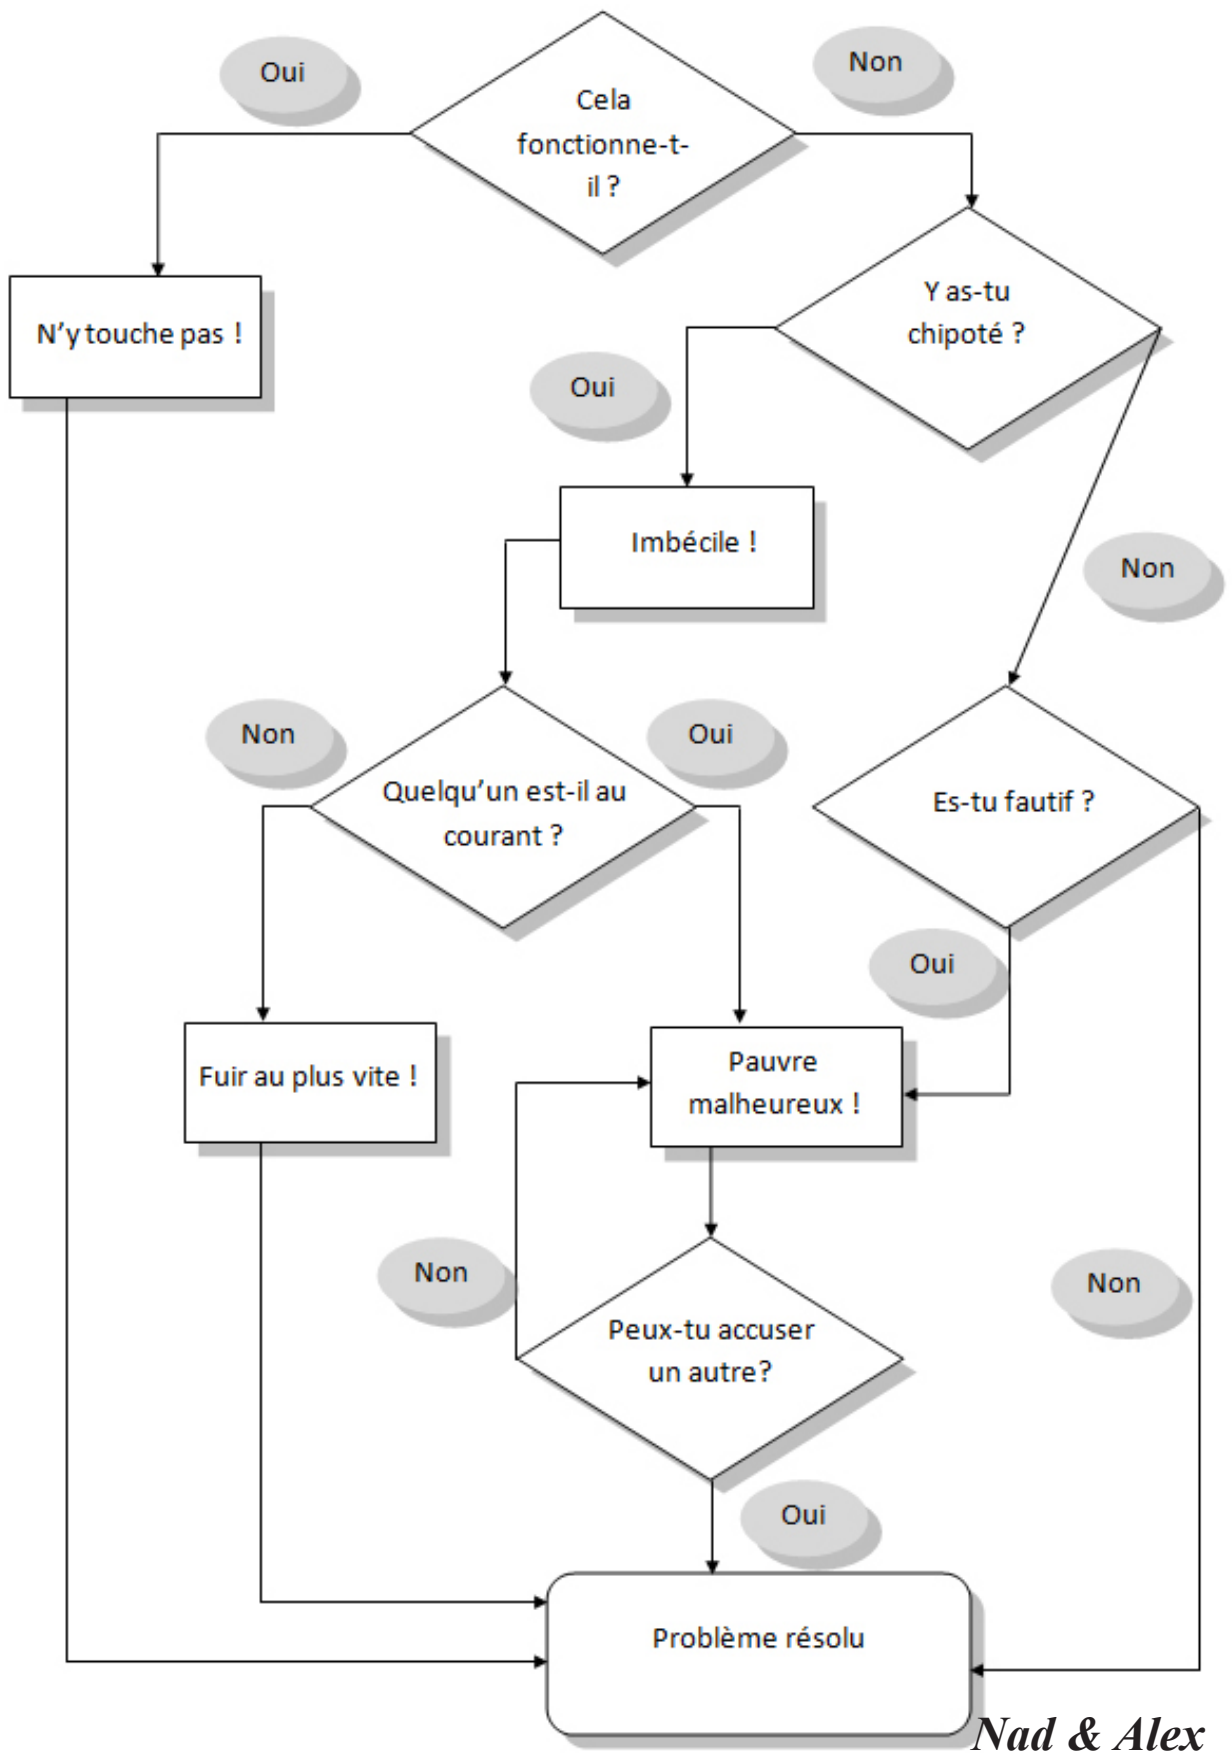 Oui
Non
Cela
fonctionne-t-
il ?
Y as-tu
chipoté ?
N'y touche pas !
Oui
Imbécile !
Non
Non
Oui
Quelqu'un est-il au
courant ?
Es-tu fautif ?
Oui
Fuir au plus vite !
Pauvre
malheureux !
Non
Non
Peux-tu accuser
un autre?
Oui
Problème résolu
Nad & Alex